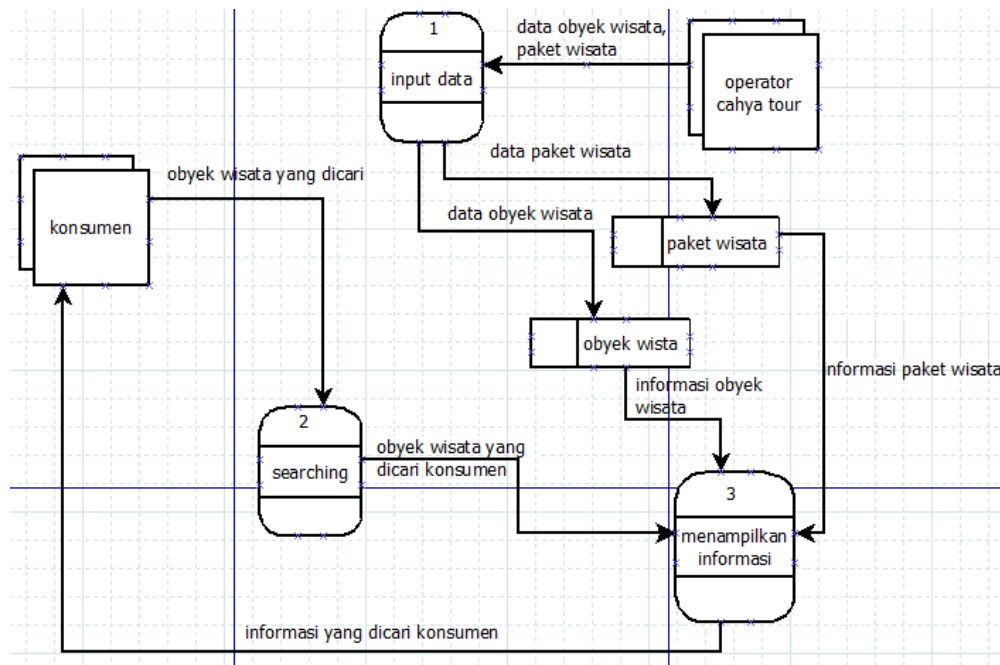 1
input data
data obyek wisata,
paket wisata
operator
cahya tour
data paket wisata
obyek wisata yang dicari
konsumen
data obyek wisata
paket wisata
obyek wista
informasi paket wisata
informasi obyek
wisata
2
searching
obyek wisata yang
dicari konsumen
3
menampilkan
informasi
informasi yang dicari konsumen